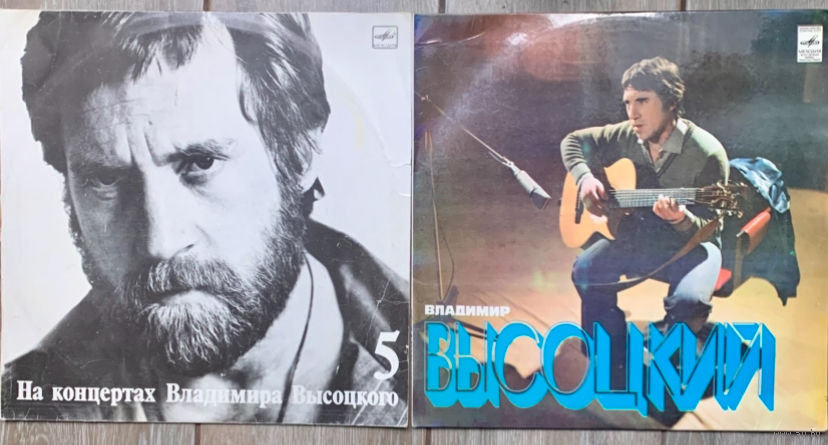 5
На концертах Владимира Высоцкого
ВЛАДИМИР
ВЫСОЦКИЙ